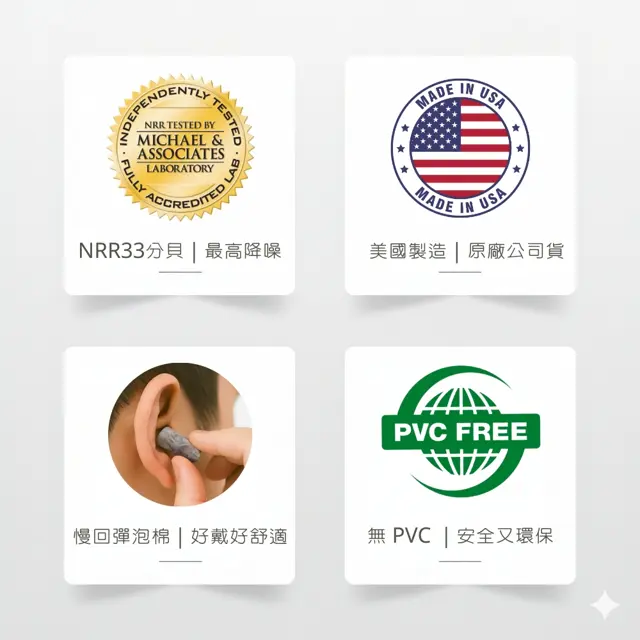 INDEPENDENTLY TESTED
NRR TESTED BY
MICHAEL &
ASSOCIATES
LABORATORY
· FULLY ACCREDITED LAB ·
NRR33分貝 | 最高降噪
MADE IN USA
MADE IN USA
美國製造 | 原廠公司貨
慢回彈泡棉 | 好戴好舒適
PVC FREE
無 PVC | 安全又環保